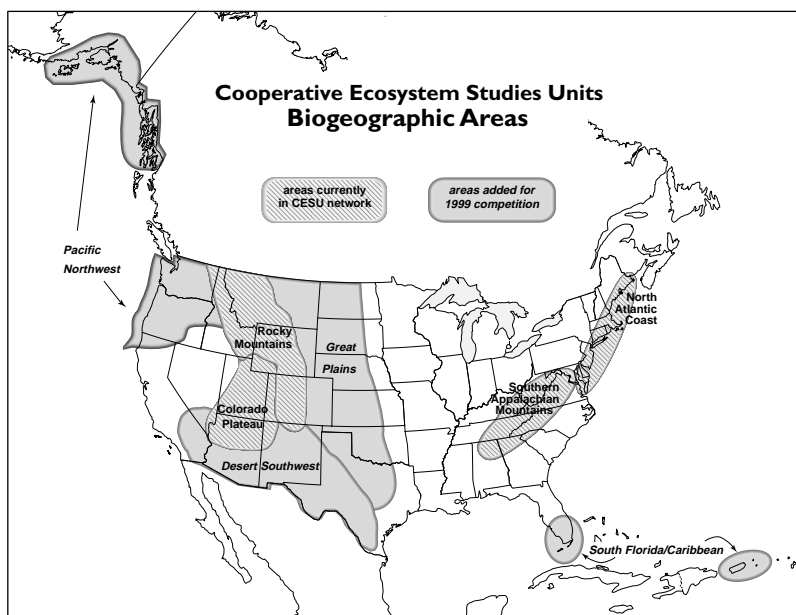 Cooperative Ecosystem Studies Units
Biogeographic Areas
areas currently
in CESU network
areas added for
1999 competition
Pacific
Northwest
North
Atlantic
Coast
Rocky
Mountains
Great
Plains
Southern
Appalachian
Mountains
Colorado
Plateau
Desert Southwest
South Florida/Caribbean